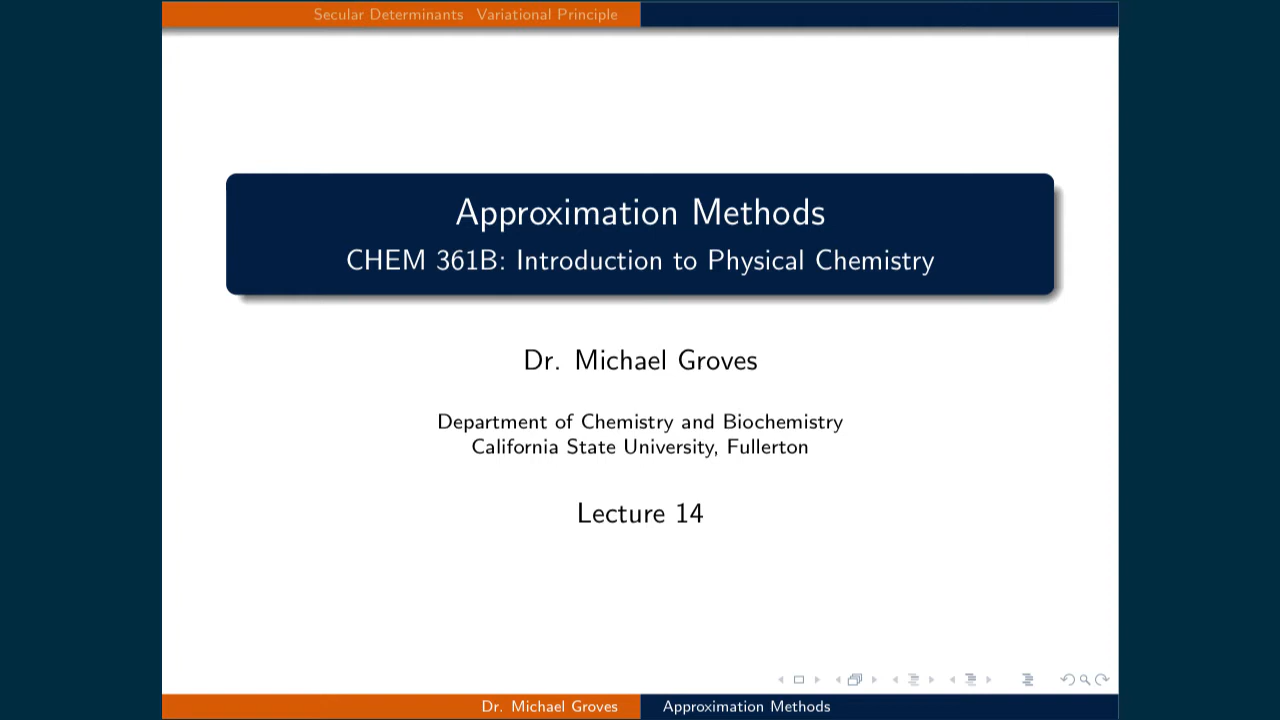 Secular Determinants Variational Principle
Approximation Methods
CHEM 361B: Introduction to Physical Chemistry
Dr. Michael Groves
Department of Chemistry and Biochemistry
California State University, Fullerton
Lecture 14
Dr. Michael Groves Approximation Methods